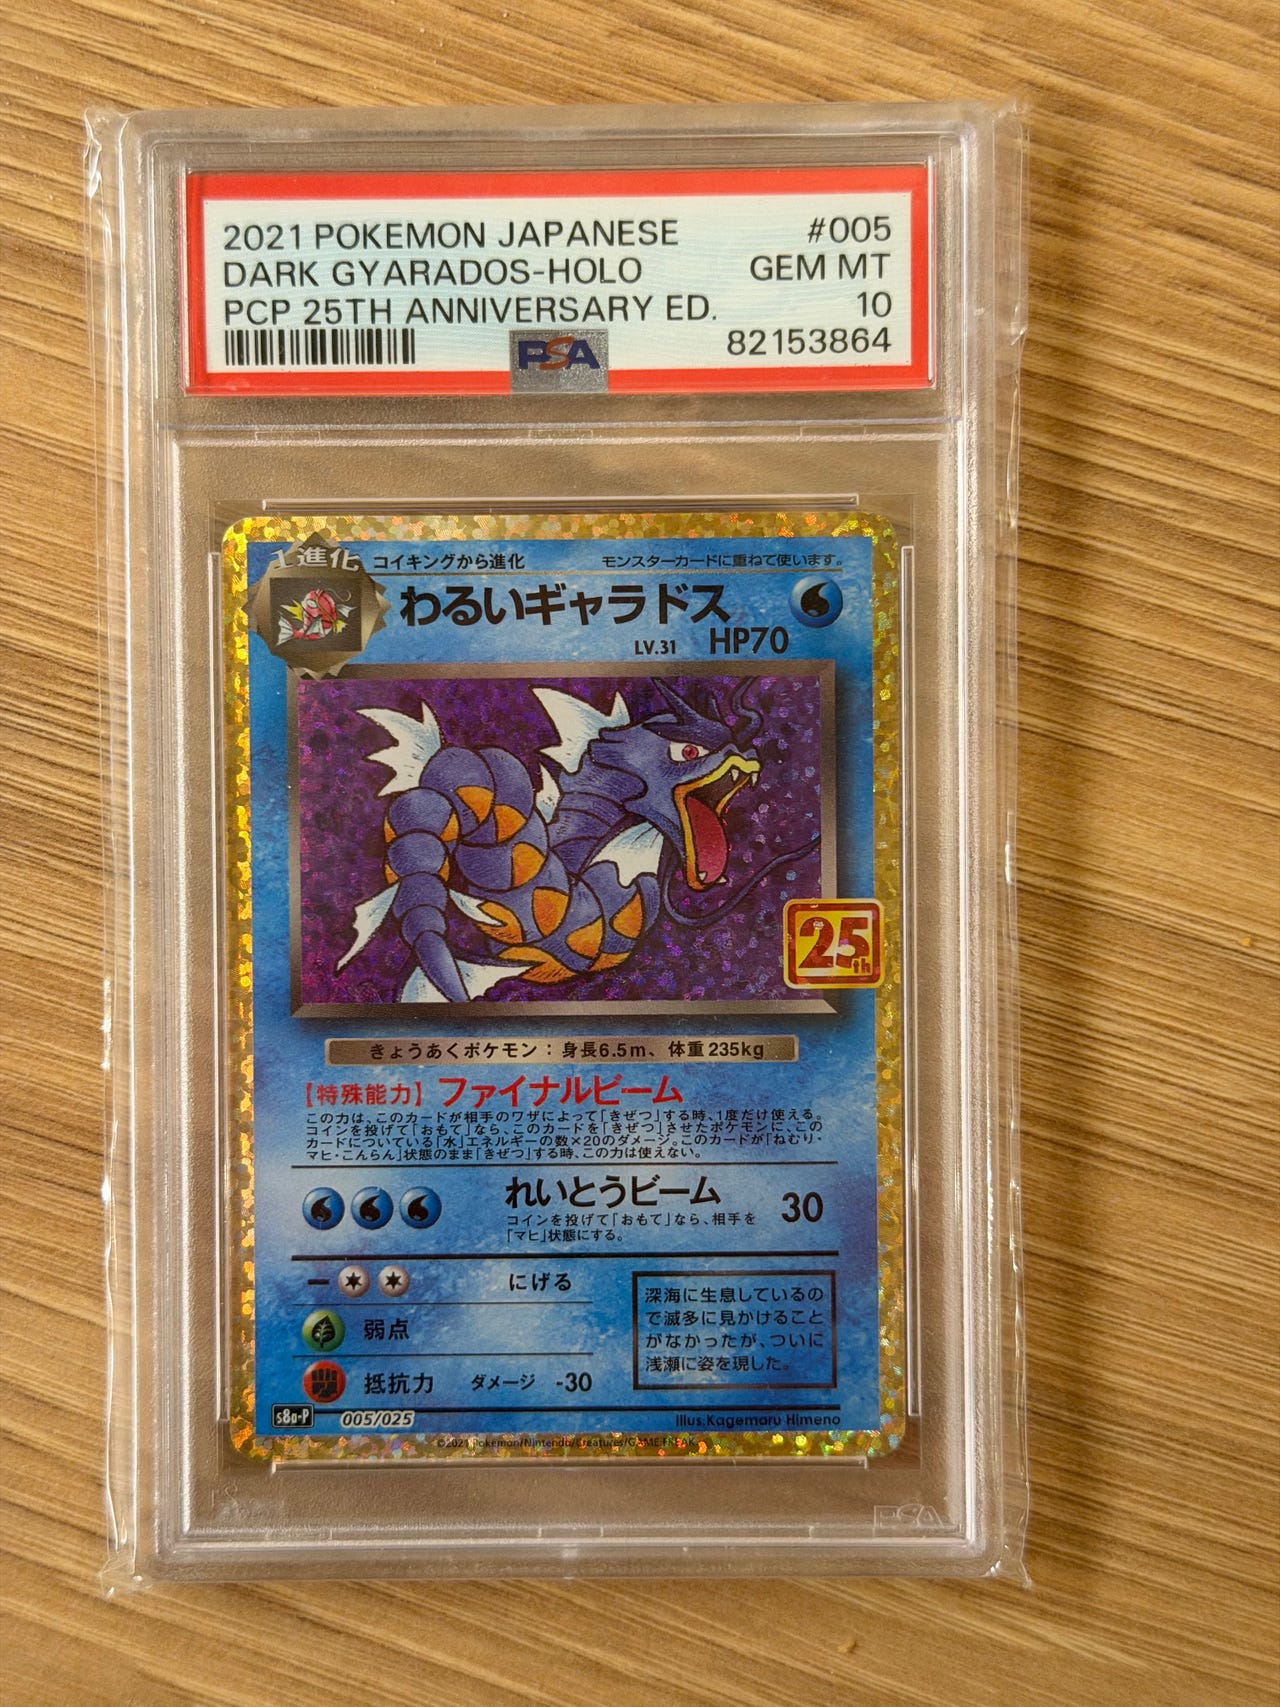 2021 POKEMON JAPANESE #005
DARK GYARADOS-HOLO GEM MT
PCP 25TH ANNIVERSARY ED. 10
82153864
PSA
1進化
コイキングから進化 モンスターカードに重ねて使います。
わるいギャラドス
LV.31 HP70
25th
きょうあくポケモン：身長6.5m、体重235kg
【特殊能力】ファイナルビーム
この力は、このカードが相手のワザによって「きぜつ」する時、1度だけ使える。
コインを投げて「おもて」なら、このカードを「きぜつ」させたポケモンに、この
カードについている「水」エネルギーの数×20のダメージ。このカードが「ねむり・
マヒ・こんらん」状態のまま「きぜつ」する時、この力は使えない。
れいとうビーム 30
コインを投げて「おもて」なら、相手を
「マヒ」状態にする。
にげる
弱点
抵抗力 ダメージ -30
深海に生息しているの
で滅多に見かけること
がなかったが、ついに
浅瀬に姿を現した。
s8a-P 005/025 Illus.Kagemaru Himeno
©2021 Pokémon/Nintendo/Creatures/GAME FREAK.
PSA